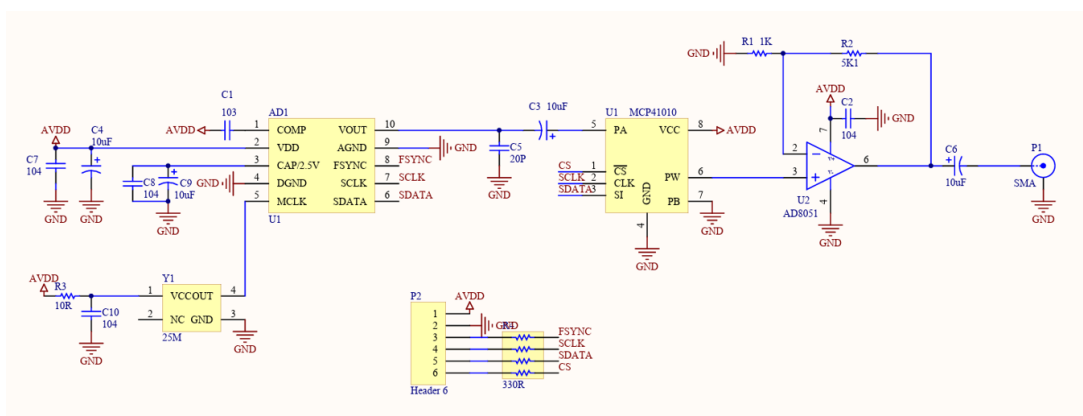 R1 1K
R2
5K1
GND
AVDD
C2
104
GND
7
2
3
6
4
U2
AD8051
GND
C6
10uF
P1
SMA
GND
C1
103
AVDD
AD1
1 COMP VOUT 10
2 VDD AGND 9
3 CAP/2.5V FSYNC 8 FSYNC
4 DGND SCLK 7 SCLK
5 MCLK SDATA 6 SDATA
U1
GND
GND
AVDD
C7
104
GND
C4
10uF
GND
C8
104
C9
10uF
GND
C3 10uF
C5
20P
GND
U1 MCP41010
5 PA VCC 8 AVDD
CS 1 CS
SCLK 2 CLK PW 6
SDATA 3 SI
GND PB 7
4
GND
GND
AVDD
R3
10R
C10
104
GND
Y1
1 VCC OUT 4
2 NC GND 3
25M
GND
P2
AVDD
1
2 GND
R4
3 FSYNC
4 SCLK
5 SDATA
6 CS
Header 6
330R